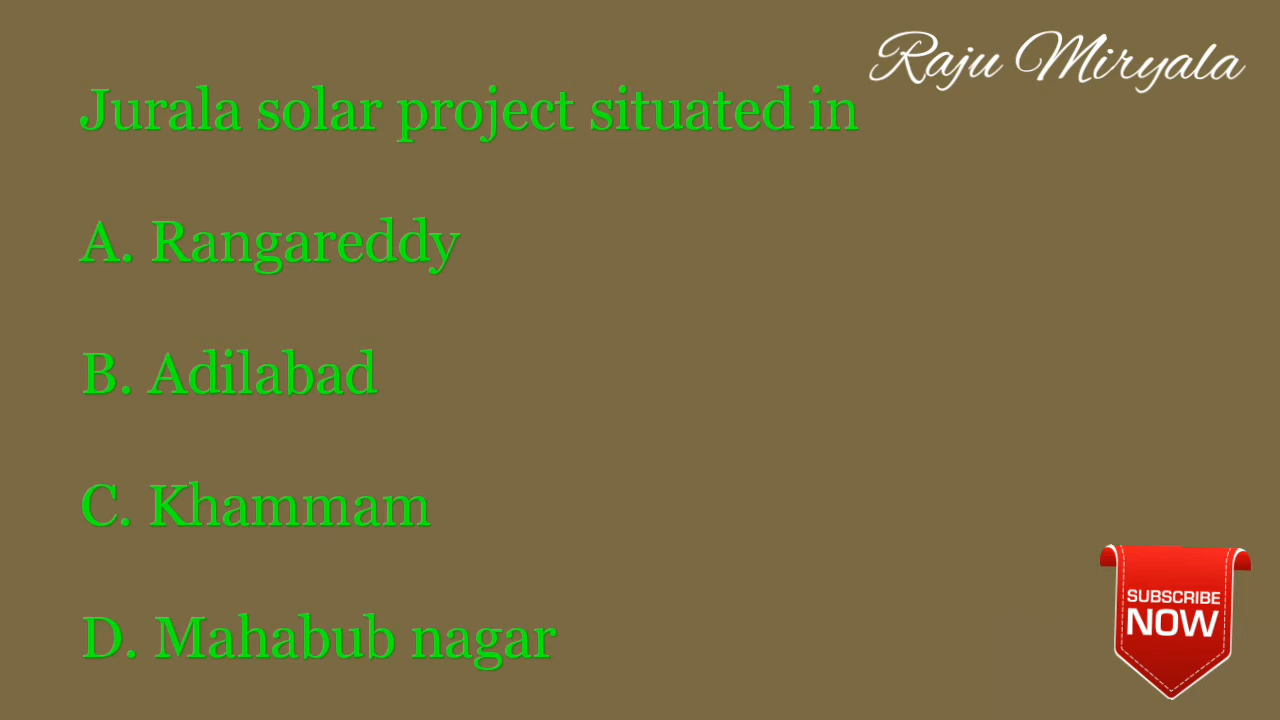 Raju Miryala
Jurala solar project situated in
A. Rangareddy
B. Adilabad
C. Khammam
D. Mahabub nagar
SUBSCRIBE
NOW